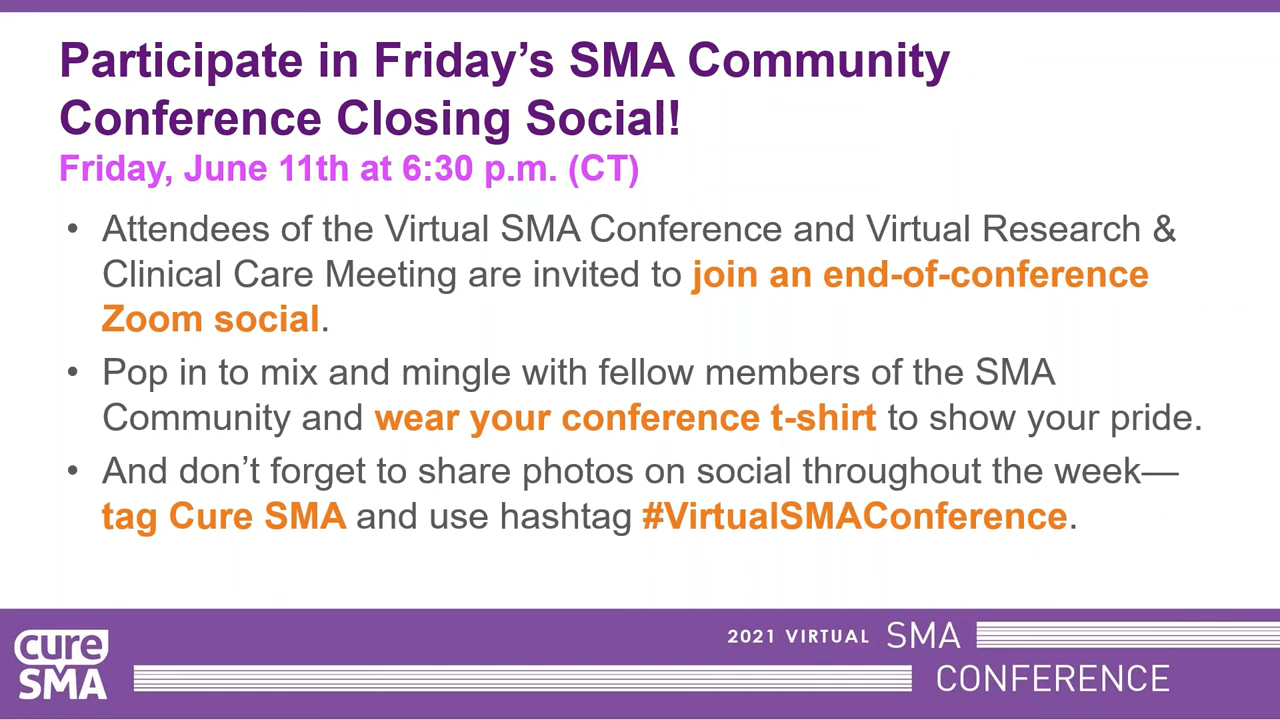 Participate in Friday’s SMA Community
Conference Closing Social!
Friday, June 11th at 6:30 p.m. (CT)
• Attendees of the Virtual SMA Conference and Virtual Research &
Clinical Care Meeting are invited to join an end-of-conference
Zoom social.
• Pop in to mix and mingle with fellow members of the SMA
Community and wear your conference t-shirt to show your pride.
• And don’t forget to share photos on social throughout the week—
tag Cure SMA and use hashtag #VirtualSMAConference.
cure
SMA
2021 VIRTUAL SMA
CONFERENCE